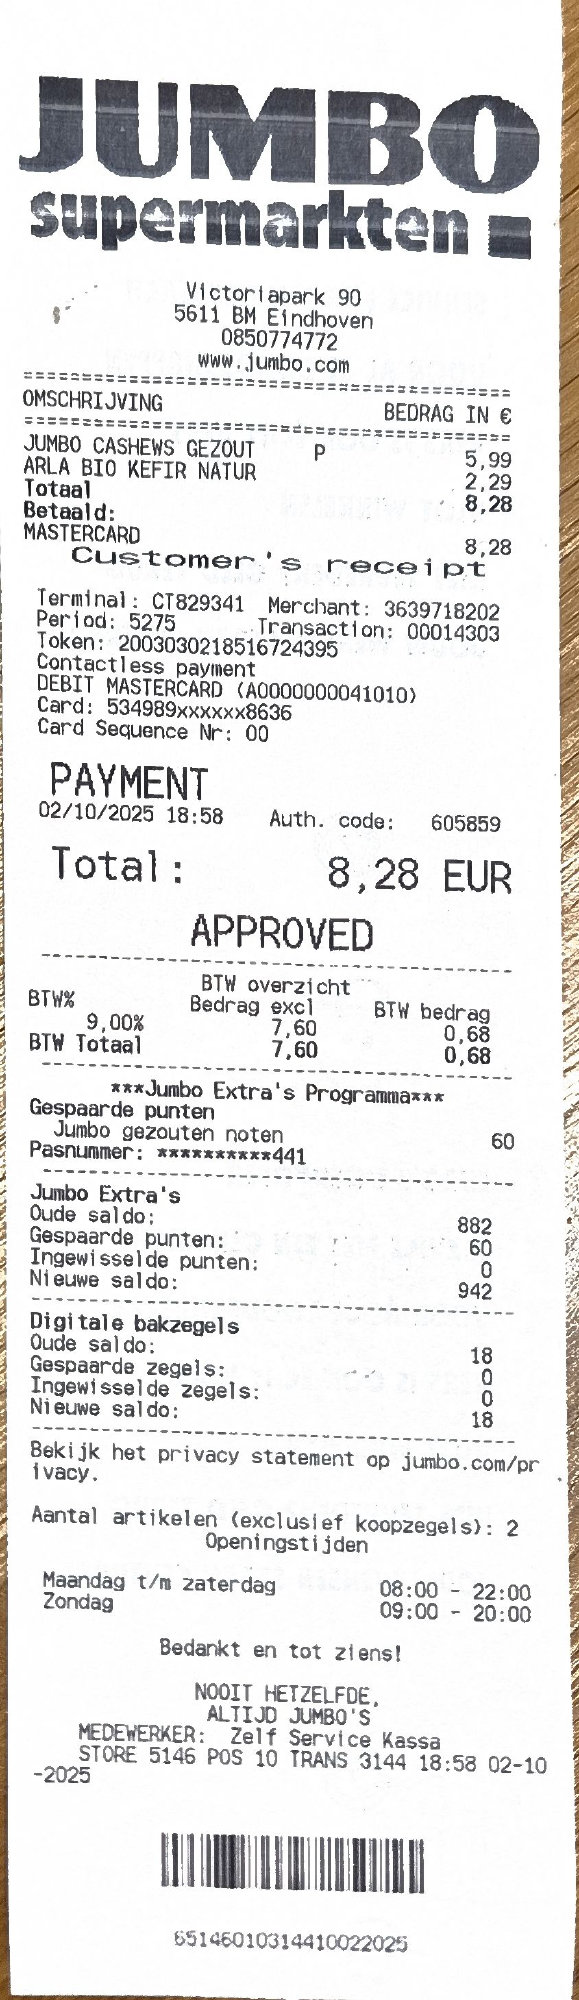 JUMBO
supermarkten
Victoriapark 90
5611 BM Eindhoven
0850774772
www.jumbo.com
==========================================
OMSCHRIJVING BEDRAG IN €
==========================================
JUMBO CASHEWS GEZOUT P 5,99
ARLA BIO KEFIR NATUR 2,29
Totaal 8,28
Betaald:
MASTERCARD 8,28
Customer's receipt
Terminal: CT829341 Merchant: 3639718202
Period: 5275 Transaction: 00014303
Token: 2003030218516724395
Contactless payment
DEBIT MASTERCARD (A0000000041010)
Card: 534989xxxxxx8636
Card Sequence Nr: 00
PAYMENT
02/10/2025 18:58 Auth. code: 605859
Total: 8,28 EUR
APPROVED
------------------------------------------
BTW overzicht
BTW% Bedrag excl BTW bedrag
9,00% 7,60 0,68
BTW Totaal 7,60 0,68
------------------------------------------
***Jumbo Extra's Programma***
Gespaarde punten
Jumbo gezouten noten 60
Pasnummer: **********441
------------------------------------------
Jumbo Extra's
Oude saldo: 882
Gespaarde punten: 60
Ingewisselde punten: 0
Nieuwe saldo: 942
------------------------------------------
Digitale bakzegels
Oude saldo: 18
Gespaarde zegels: 0
Ingewisselde zegels: 0
Nieuwe saldo: 18
------------------------------------------
Bekijk het privacy statement op jumbo.com/pr
ivacy.
Aantal artikelen (exclusief koopzegels): 2
Openingstijden
Maandag t/m zaterdag 08:00 - 22:00
Zondag 09:00 - 20:00
Bedankt en tot ziens!
NOOIT HETZELFDE,
ALTIJD JUMBO'S
MEDEWERKER: Zelf Service Kassa
STORE 5146 POS 10 TRANS 3144 18:58 02-10
-2025
65146010314410022025